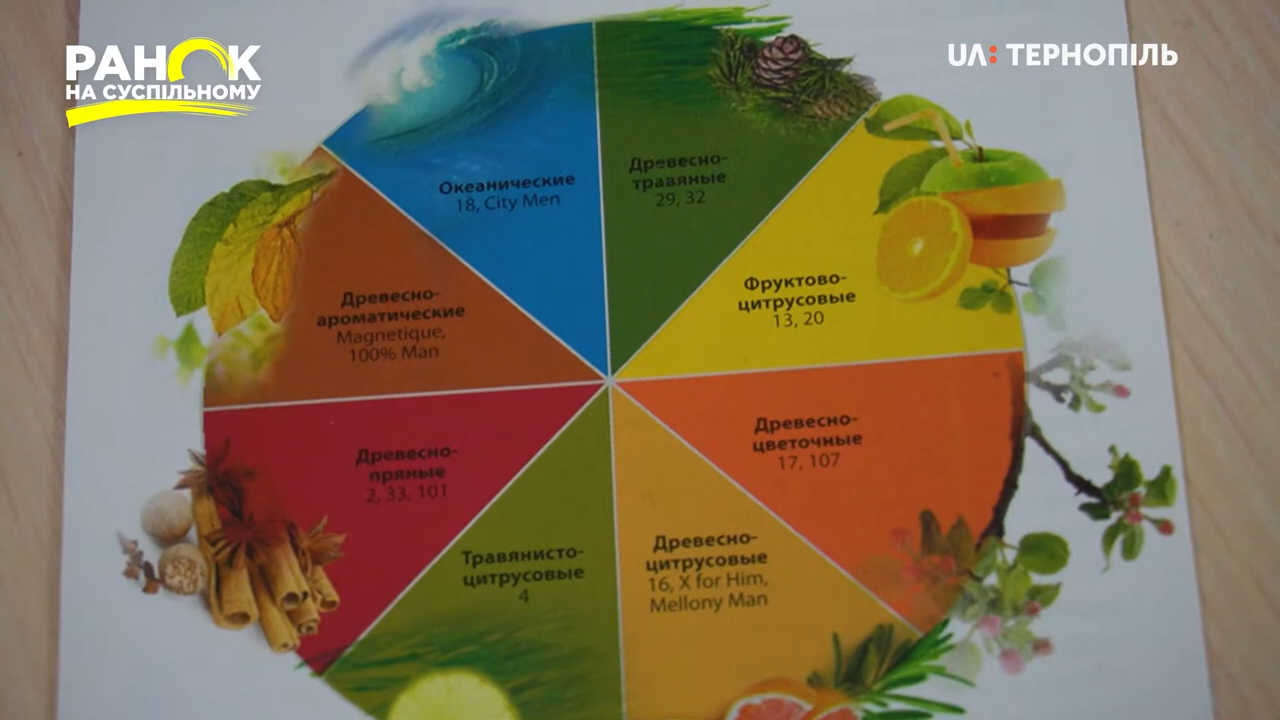 РАНОК
НА СУСПІЛЬНОМУ
UA: ТЕРНОПІЛЬ
Океанические
18, City Men
Древесно-
травяные
29, 32
Фруктово-
цитрусовые
13, 20
Древесно-
цветочные
17, 107
Древесно-
цитрусовые
16, X for Him,
Mellony Man
Травянисто-
цитрусовые
4
Древесно-
пряные
2, 33, 101
Древесно-
ароматические
Magnetique,
100% Man